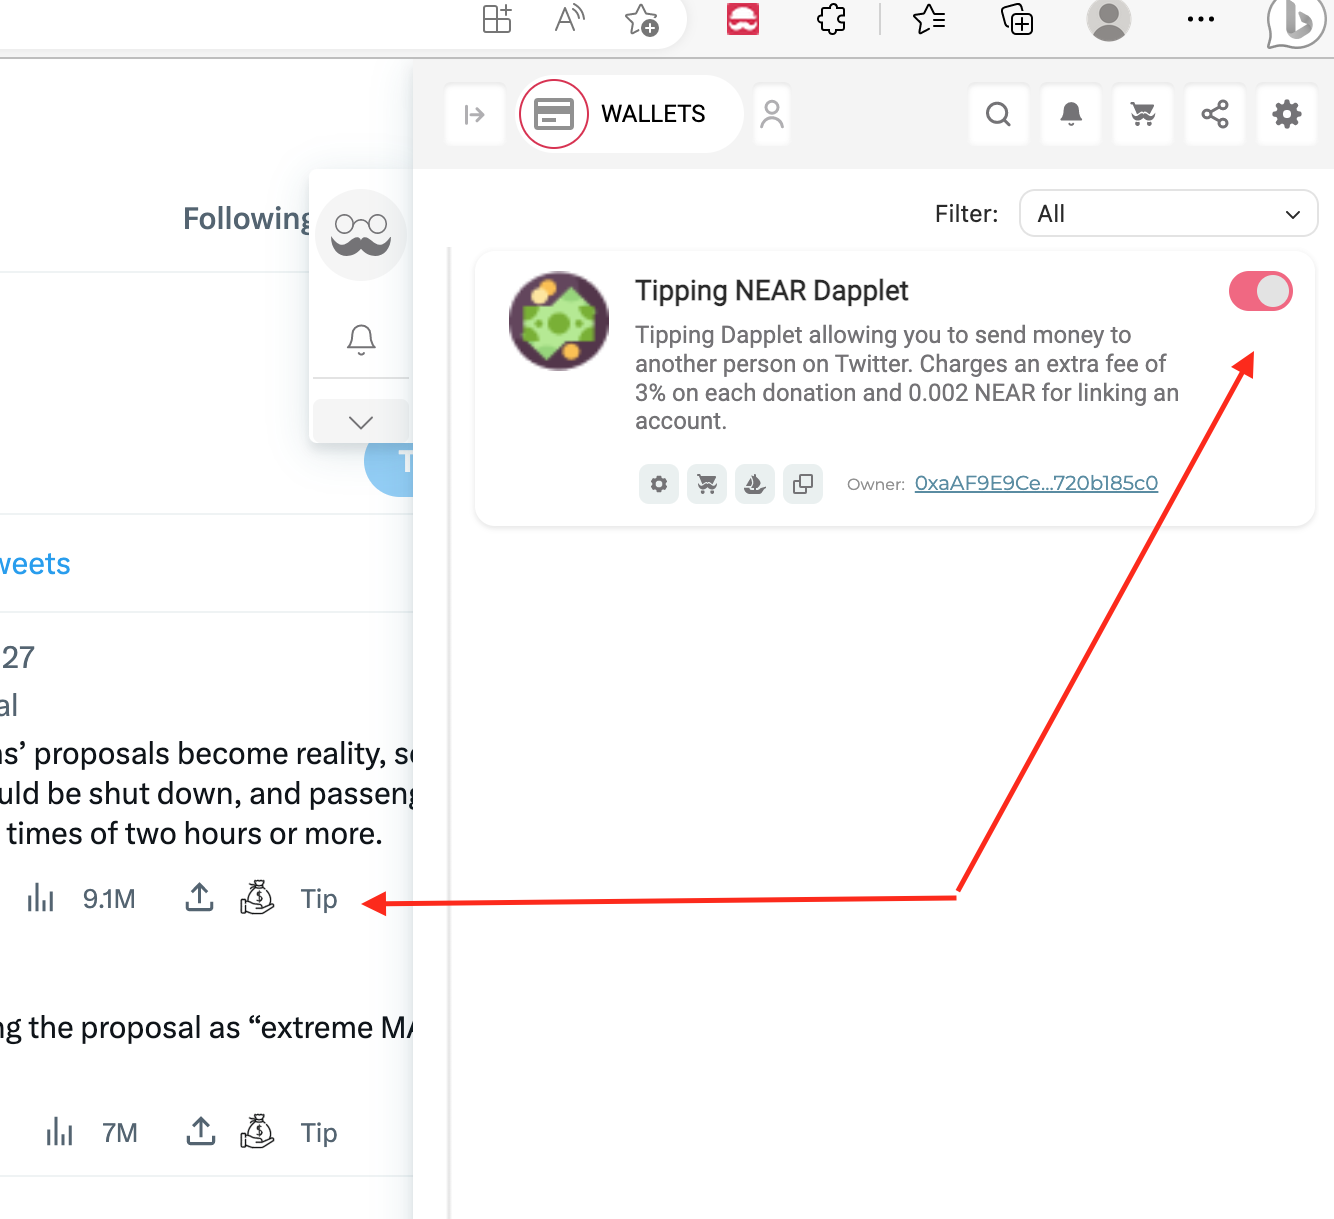 WALLETS
Following
Filter: All
Tipping NEAR Dapplet
Tipping Dapplet allowing you to send money to
another person on Twitter. Charges an extra fee of
3% on each donation and 0.002 NEAR for linking an
account.
Owner: 0xaAF9E9Ce...720b185c0
T
weets
27
al
s’ proposals become reality, so
uld be shut down, and passeng
times of two hours or more.
9.1M Tip
ng the proposal as “extreme MA
7M Tip